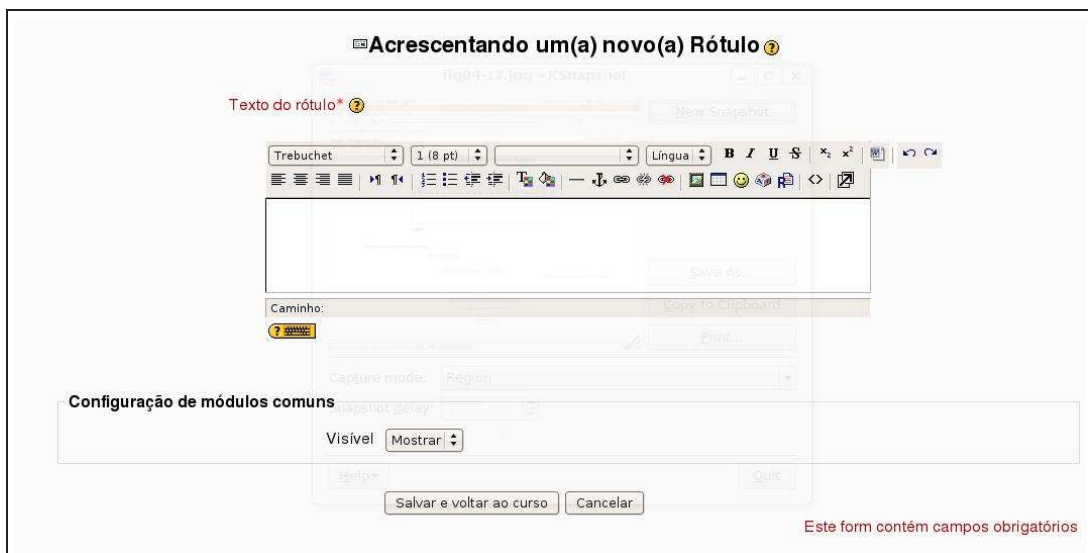 Acrescentando um(a) novo(a) Rótulo ?
fig04-17.jpg - KSnapshot
Texto do rótulo* ?
New Snapshot
Trebuchet 1 (8 pt) Língua B I U S x₂ x²
Save As...
Caminho:
Copy to Clipboard
?
Print...
Capture mode: Region
Configuração de módulos comuns
Snapshot delay:
Visível Mostrar
Help
Quit
Salvar e voltar ao curso Cancelar
Este form contém campos obrigatórios